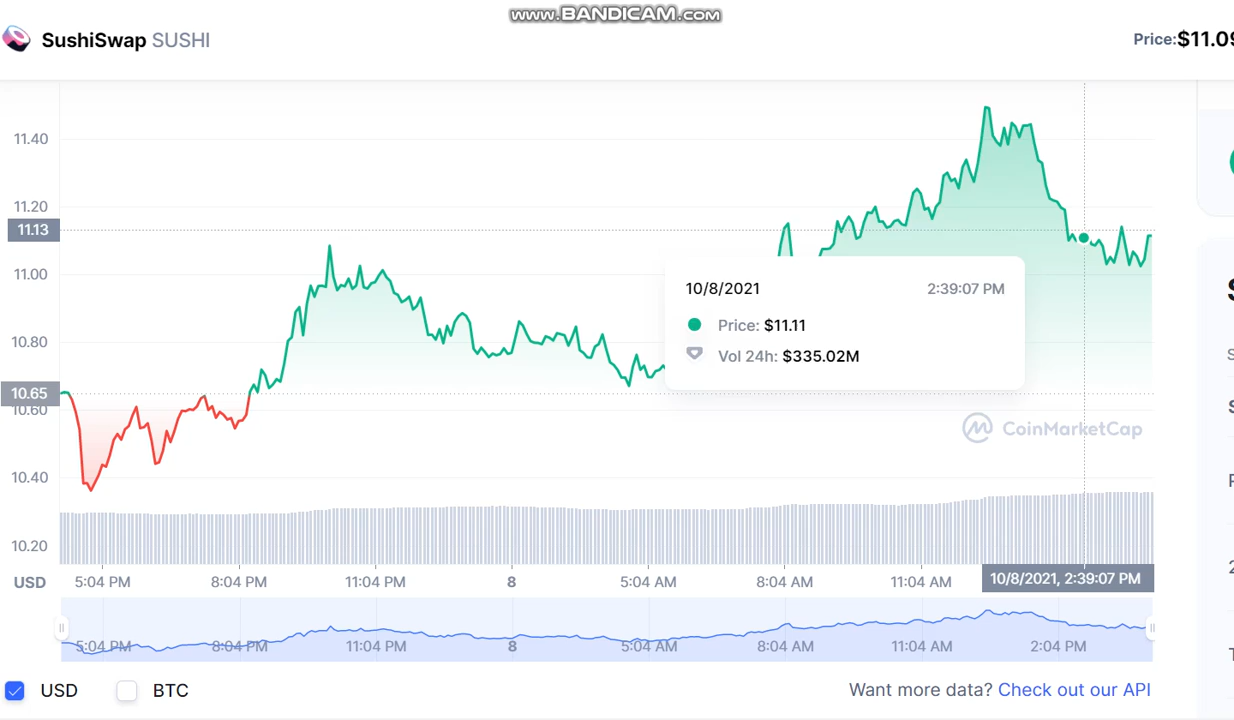 www.BANDICAM.com
SushiSwap SUSHI
Price:$11.09
11.40
11.20
11.13
11.00
10.80
10.65
10.60
10.40
10.20
10/8/2021 2:39:07 PM
Price: $11.11
Vol 24h: $335.02M
CoinMarketCap
USD 5:04 PM 8:04 PM 11:04 PM 8 5:04 AM 8:04 AM 11:04 AM 10/8/2021, 2:39:07 PM
5:04 PM 8:04 PM 11:04 PM 8 5:04 AM 8:04 AM 11:04 AM 2:04 PM
USD BTC
Want more data? Check out our API